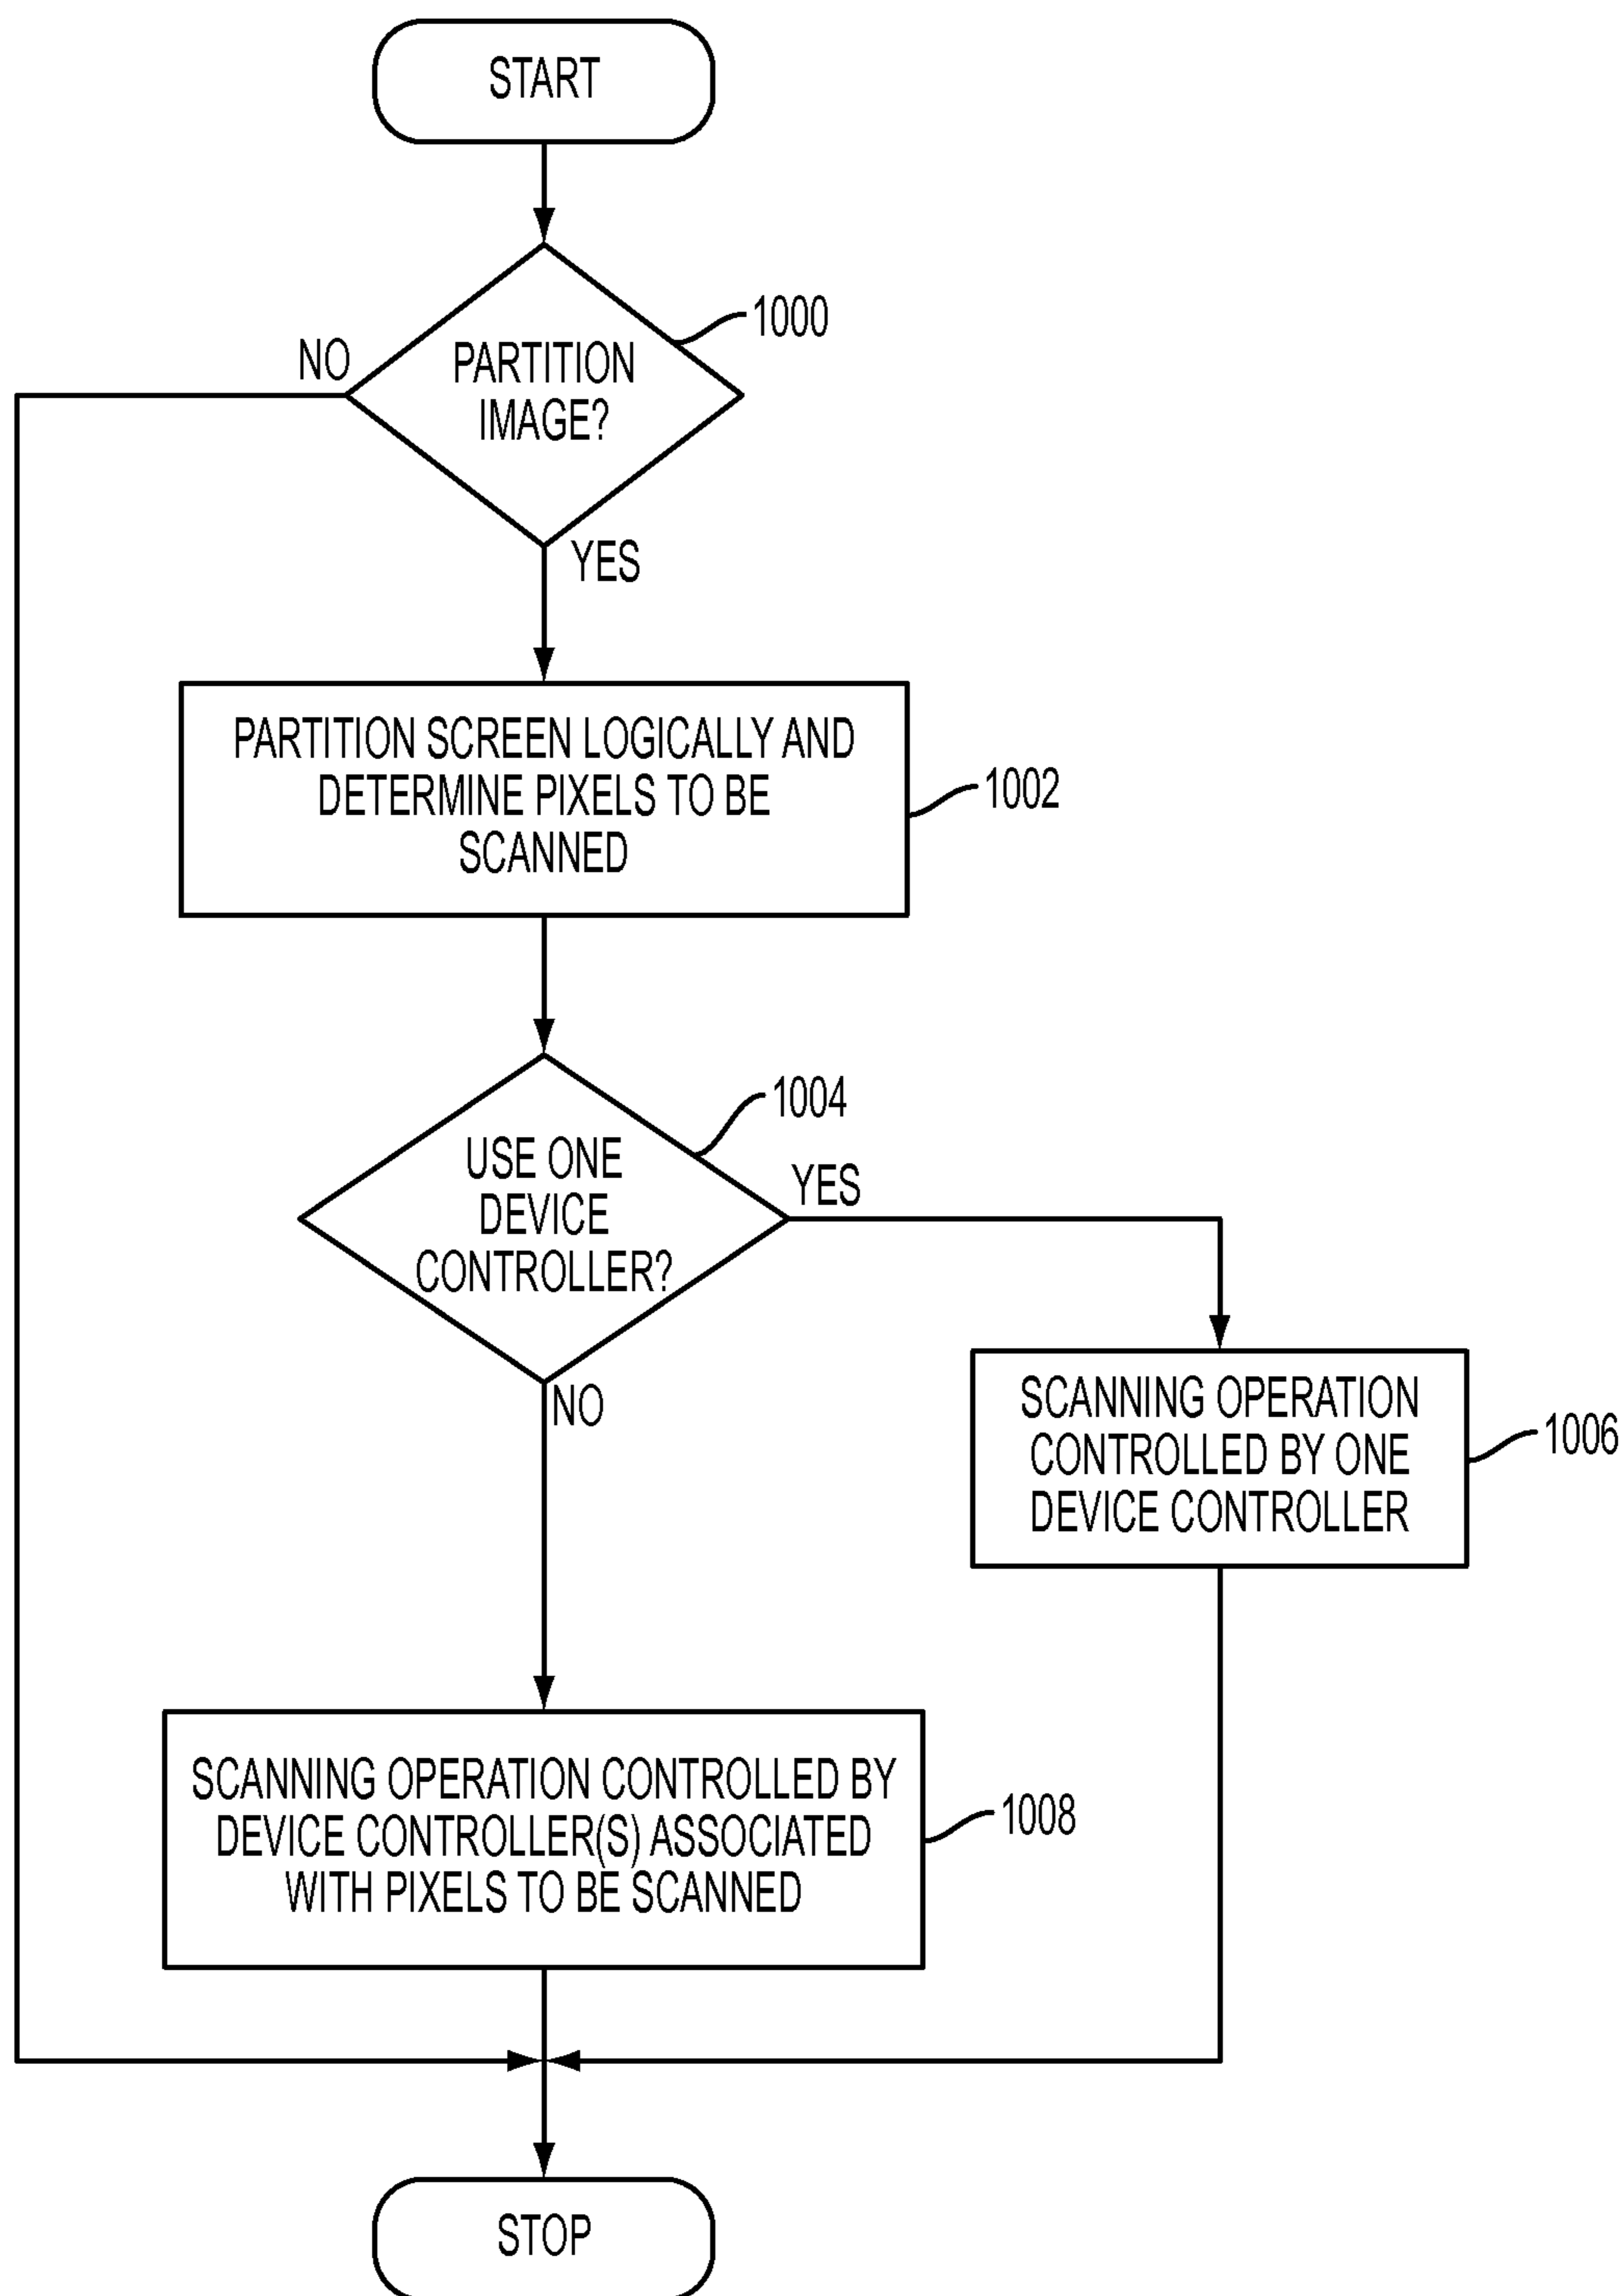 START
1000
NO
PARTITION
IMAGE?
YES
PARTITION SCREEN LOGICALLY AND
DETERMINE PIXELS TO BE
SCANNED
1002
1004
USE ONE
DEVICE
CONTROLLER?
YES
NO
SCANNING OPERATION
CONTROLLED BY ONE
DEVICE CONTROLLER
1006
SCANNING OPERATION CONTROLLED BY
DEVICE CONTROLLER(S) ASSOCIATED
WITH PIXELS TO BE SCANNED
1008
STOP